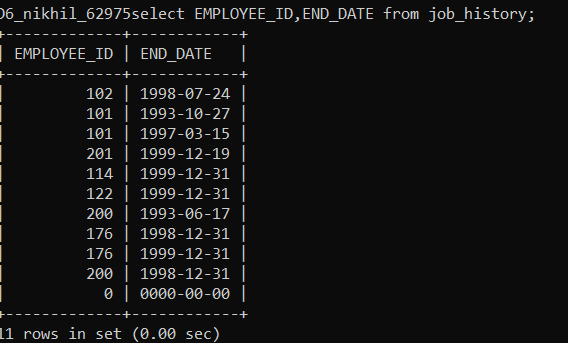 D6_nikhil_62975select EMPLOYEE_ID,END_DATE from job_history;
+-------------+------------+
| EMPLOYEE_ID | END_DATE   |
+-------------+------------+
|         102 | 1998-07-24 |
|         101 | 1993-10-27 |
|         101 | 1997-03-15 |
|         201 | 1999-12-19 |
|         114 | 1999-12-31 |
|         122 | 1999-12-31 |
|         200 | 1993-06-17 |
|         176 | 1998-12-31 |
|         176 | 1999-12-31 |
|         200 | 1998-12-31 |
|           0 | 0000-00-00 |
+-------------+------------+
11 rows in set (0.00 sec)